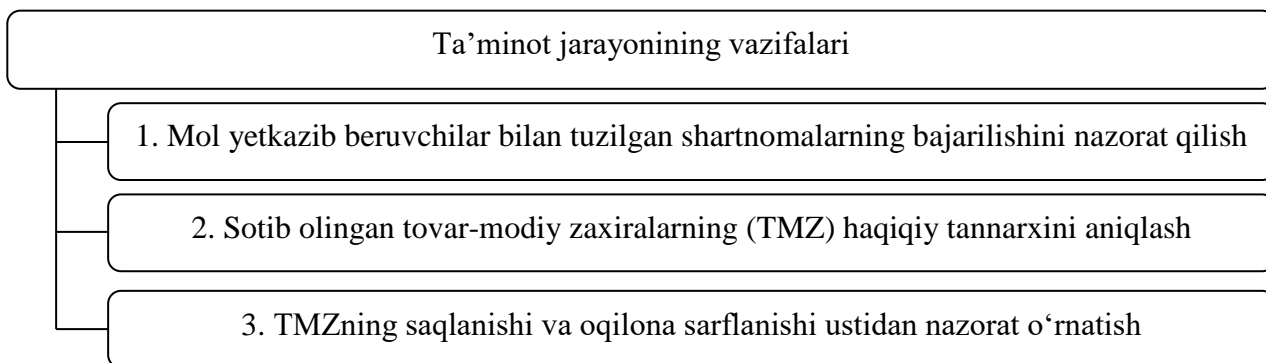 Ta’minot jarayonining vazifalari
1. Mol yetkazib beruvchilar bilan tuzilgan shartnomalarning bajarilishini nazorat qilish
2. Sotib olingan tovar-modiy zaxiralarning (TMZ) haqiqiy tannarxini aniqlash
3. TMZning saqlanishi va oqilona sarflanishi ustidan nazorat o‘rnatish